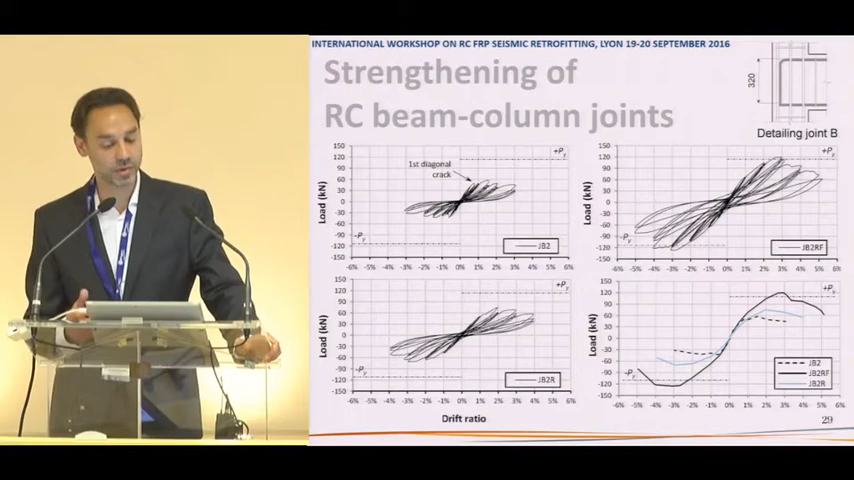 INTERNATIONAL WORKSHOP ON RC FRP SEISMIC RETROFITTING, LYON 19-20 SEPTEMBER 2016
Strengthening of
RC beam-column joints
320
Detailing joint B
150
120
90
60
30
0
-30
-60
-90
-120
-150
Load (kN)
1st diagonal
crack
+Py
-Py
JB2
-6% -5% -4% -3% -2% -1% 0% 1% 2% 3% 4% 5% 6%
150
120
90
60
30
0
-30
-60
-90
-120
-150
Load (kN)
+Py
-Py
JB2RF
-6% -5% -4% -3% -2% -1% 0% 1% 2% 3% 4% 5% 6%
150
120
90
60
30
0
-30
-60
-90
-120
-150
Load (kN)
+Py
-Py
JB2R
-6% -5% -4% -3% -2% -1% 0% 1% 2% 3% 4% 5% 6%
150
120
90
60
30
0
-30
-60
-90
-120
-150
Load (kN)
+Py
-Py
JB2
JB2RF
JB2R
-6% -5% -4% -3% -2% -1% 0% 1% 2% 3% 4% 5% 6%
Drift ratio
29